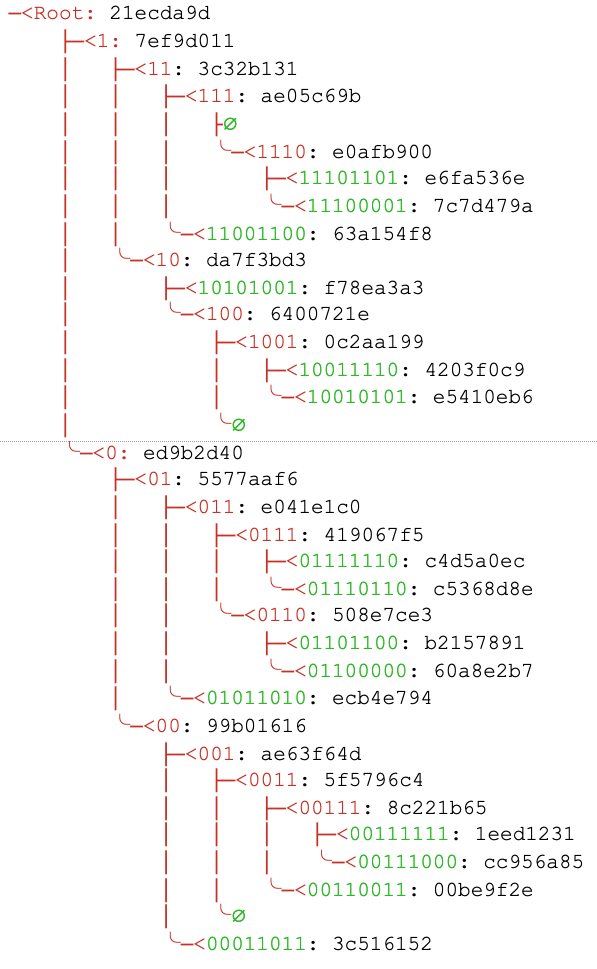 <Root: 21ecda9d
<1: 7ef9d011
<11: 3c32b131
<111: ae05c69b
∅
<1110: e0afb900
<11101101: e6fa536e
<11100001: 7c7d479a
<11001100: 63a154f8
<10: da7f3bd3
<10101001: f78ea3a3
<100: 6400721e
<1001: 0c2aa199
<10011110: 4203f0c9
<10010101: e5410eb6
∅
<0: ed9b2d40
<01: 5577aaf6
<011: e041e1c0
<0111: 419067f5
<01111110: c4d5a0ec
<01110110: c5368d8e
<0110: 508e7ce3
<01101100: b2157891
<01100000: 60a8e2b7
<01011010: ecb4e794
<00: 99b01616
<001: ae63f64d
<0011: 5f5796c4
<00111: 8c221b65
<00111111: 1eed1231
<00111000: cc956a85
<00110011: 00be9f2e
∅
<00011011: 3c516152